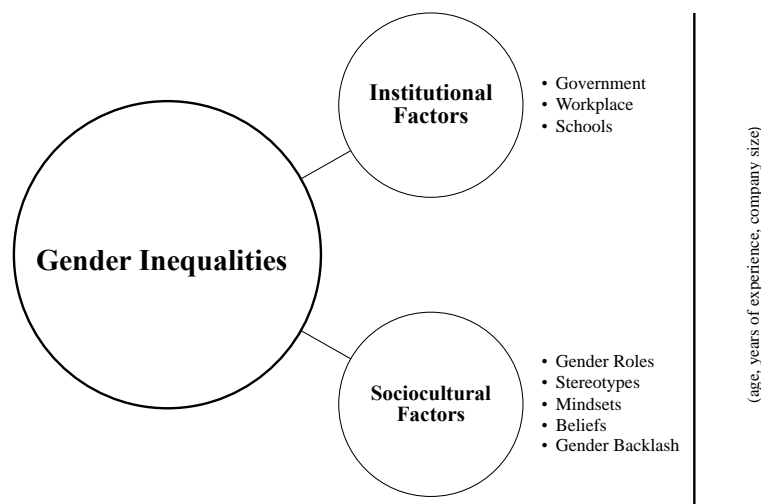 Institutional
Factors
• Government
• Workplace
• Schools
Gender Inequalities
Sociocultural
Factors
• Gender Roles
• Stereotypes
• Mindsets
• Beliefs
• Gender Backlash
(age, years of experience, company size)